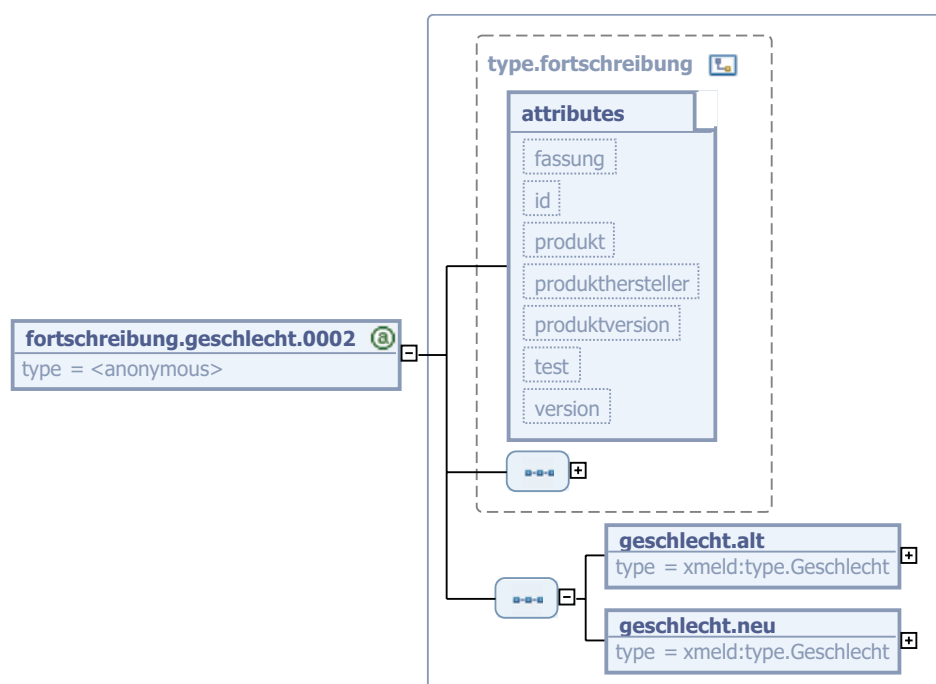 type.fortschreibung
attributes
fassung
id
produkt
produkthersteller
produktversion
test
version
fortschreibung.geschlecht.0002 a
type = <anonymous>
geschlecht.alt
type = xmeld:type.Geschlecht
geschlecht.neu
type = xmeld:type.Geschlecht